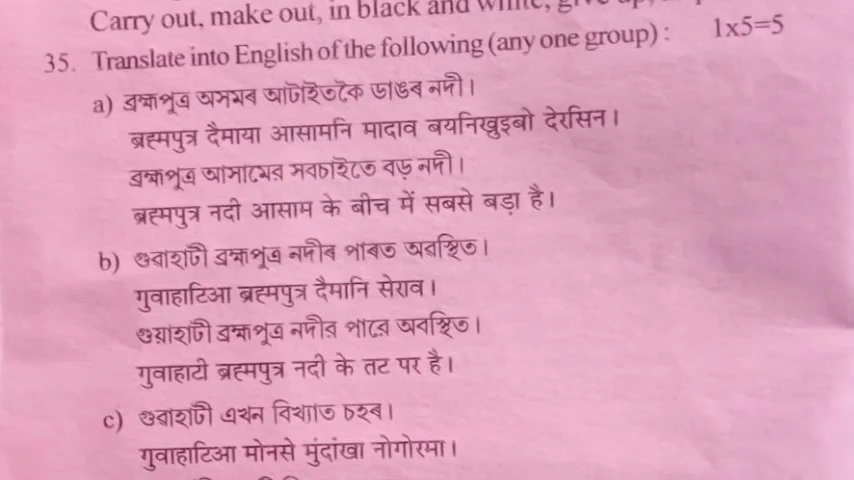 Carry out, make out, in black and white, give up,
35. Translate into English of the following (any one group) : 1x5=5
a) ব্ৰহ্মপুত্ৰ অসমৰ আটাইতকৈ ডাঙৰ নদী।
ब्रह्मपुत्र दैमाया आसामनि मादाव बयनिखुइबो देरसिन।
ব্রহ্মপুত্র আসামের সবচাইতে বড় নদী।
ब्रह्मपुत्र नदी आसाम के बीच में सबसे बड़ा है।
b) গুৱাহাটী ব্ৰহ্মপুত্ৰ নদীৰ পাৰত অৱস্থিত।
गुवाहाटिआ ब्रह्मपुत्र दैमानि सेराव।
গুয়াহাটী ব্রহ্মপুত্র নদীর পারে অবস্থিত।
गुवाहाटी ब्रह्मपुत्र नदी के तट पर है।
c) গুৱাহাটী এখন বিখ্যাত চহৰ।
गुवाहाटिआ मोनसे मुंदांखा नोगोरमा।